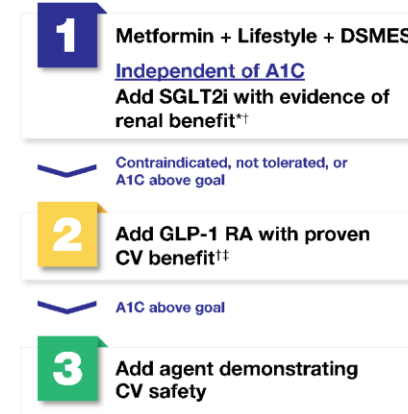 1
Metformin + Lifestyle + DSMES
Independent of A1C
Add SGLT2i with evidence of
renal benefit*†
Contraindicated, not tolerated, or
A1C above goal
2
Add GLP-1 RA with proven
CV benefit†‡
A1C above goal
3
Add agent demonstrating
CV safety